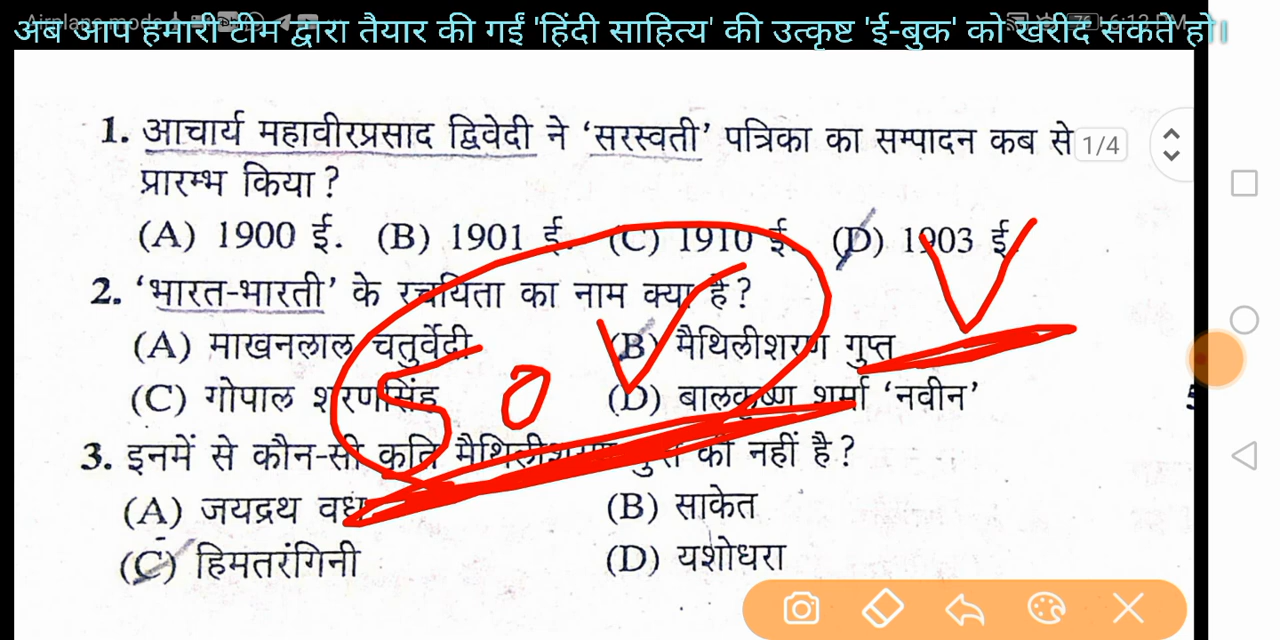 अब आप हमारी टीम द्वारा तैयार की गईं 'हिंदी साहित्य' की उत्कृष्ट 'ई-बुक' को खरीद सकते हो।
1. आचार्य महावीरप्रसाद द्विवेदी ने ‘सरस्वती’ पत्रिका का सम्पादन कब से 1/4
प्रारम्भ किया ?
(A) 1900 ई. (B) 1901 ई. (C) 1910 ई. (D) 1903 ई.
2. ‘भारत-भारती’ के रचयिता का नाम क्या है ?
(A) माखनलाल चतुर्वेदी (B) मैथिलीशरण गुप्त
(C) गोपाल शरणसिंह (D) बालकृष्ण शर्मा ‘नवीन’
50
3. इनमें से कौन-सी कृति मैथिलीशरण गुप्त की नहीं है ?
(A) जयद्रथ वध (B) साकेत
(C) हिमतरंगिनी (D) यशोधरा